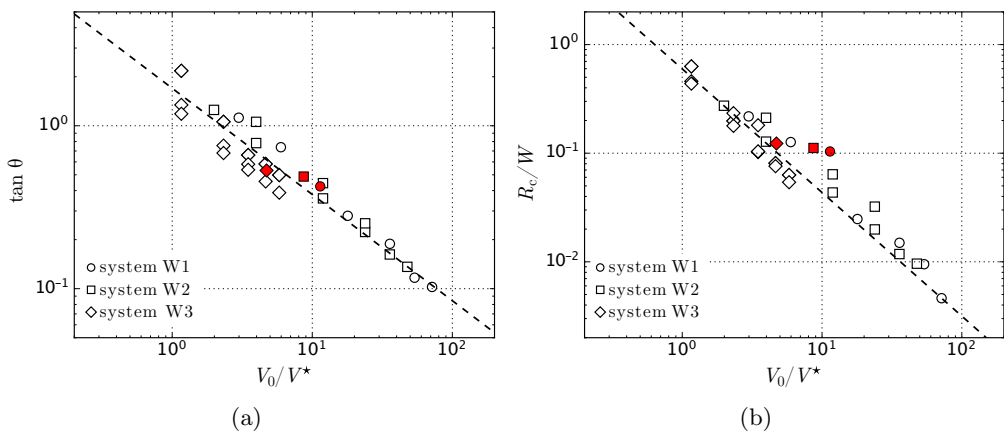 10⁰
10⁻¹
tan θ
10⁰
10¹
10²
V₀/V⋆
system W1
system W2
system W3
(a)
10⁰
10⁻¹
10⁻²
R_c/W
10⁰
10¹
10²
V₀/V⋆
system W1
system W2
system W3
(b)